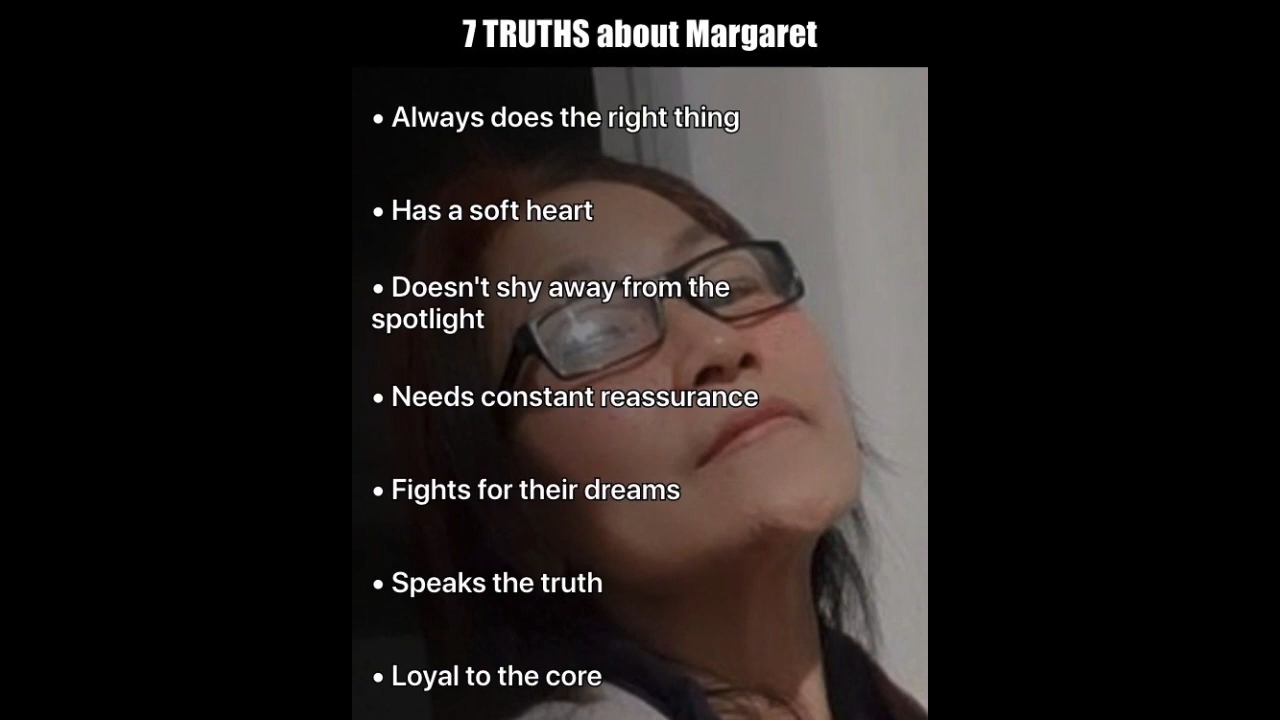 7 TRUTHS about Margaret
• Always does the right thing
• Has a soft heart
• Doesn't shy away from the
spotlight
• Needs constant reassurance
• Fights for their dreams
• Speaks the truth
• Loyal to the core